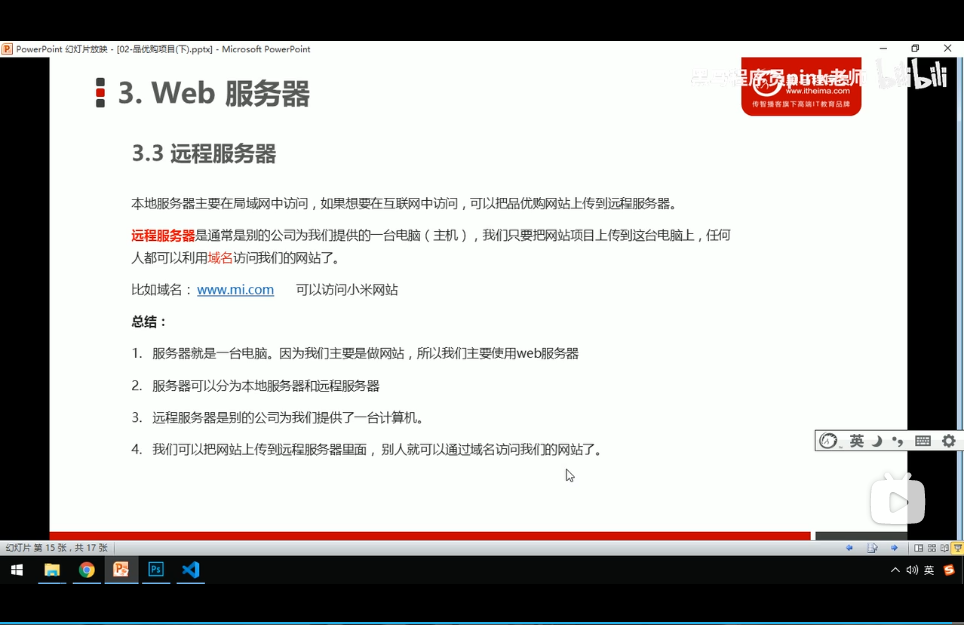 PowerPoint 幻灯片放映 - [02-品优购项目(下).pptx] - Microsoft PowerPoint
3. Web 服务器
www.itheima.com
传智播客旗下高端IT教育品牌
bilibili
3.3 远程服务器
本地服务器主要在局域网中访问，如果想要在互联网中访问，可以把品优购网站上传到远程服务器。
远程服务器是通常是别的公司为我们提供的一台电脑（主机），我们只要把网站项目上传到这台电脑上，任何
人都可以利用域名访问我们的网站了。
比如域名： www.mi.com 可以访问小米网站
总结：
1. 服务器就是一台电脑。因为我们主要是做网站，所以我们主要使用web服务器
2. 服务器可以分为本地服务器和远程服务器
3. 远程服务器是别的公司为我们提供了一台计算机。
4. 我们可以把网站上传到远程服务器里面，别人就可以通过域名访问我们的网站了。
英
幻灯片 第 15 张，共 17 张
Ps
英